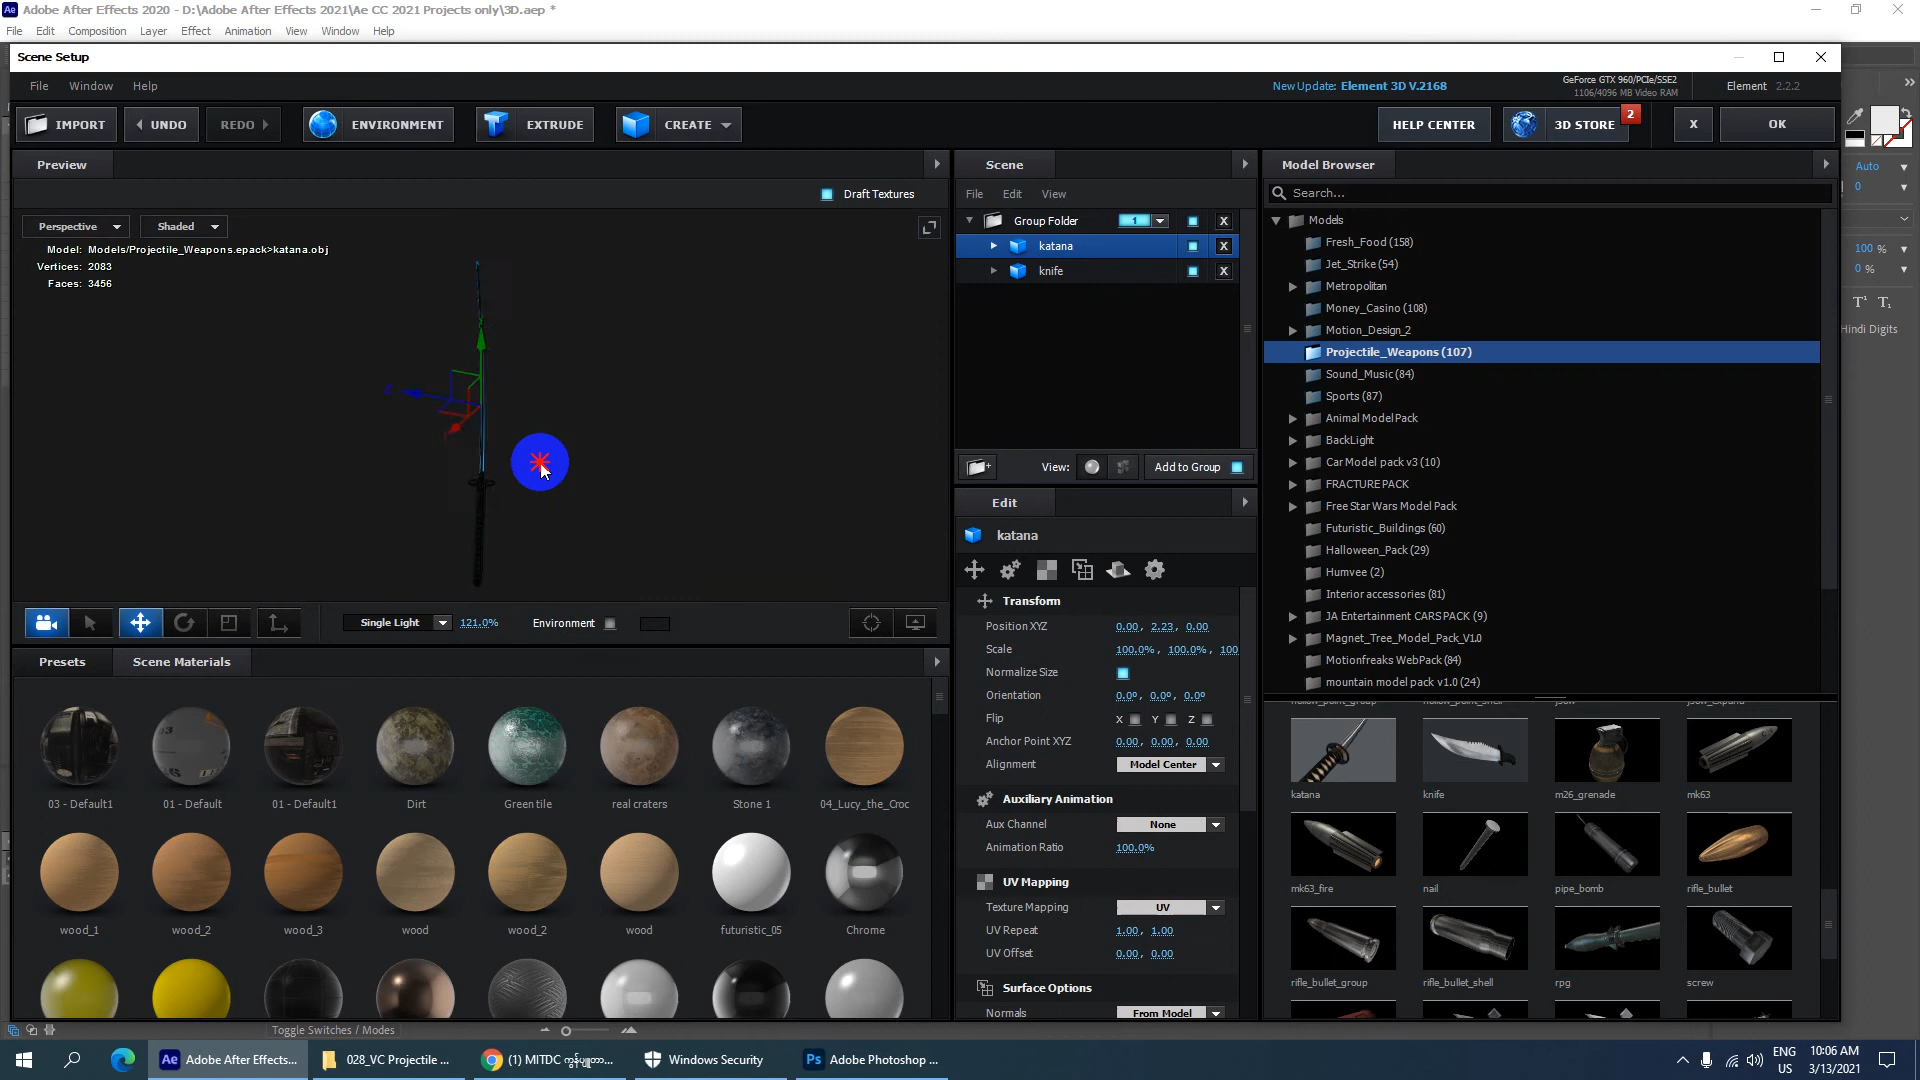 Adobe After Effects 2020 - D:\Adobe After Effects 2021\Ae CC 2021 Projects only\3D.aep *
File Edit Composition Layer Effect Animation View Window Help
Scene Setup
File Window Help
New Update: Element 3D V.2168
GeForce GTX 960/PCIe/SSE2
1106/4096 MB Video RAM
Element 2.2.2
IMPORT UNDO REDO ENVIRONMENT EXTRUDE CREATE HELP CENTER 3D STORE 2 X OK
Preview Scene Model Browser
Draft Textures File Edit View Search...
Perspective Shaded
Model: Models/Projectile_Weapons.epack>katana.obj
Vertices: 2083
Faces: 3456
Group Folder 1 X
katana X
knife X
View: Add to Group
Models
Fresh_Food (158)
Jet_Strike (54)
Metropolitan
Money_Casino (108)
Motion_Design_2
Projectile_Weapons (107)
Sound_Music (84)
Sports (87)
Animal Model Pack
BackLight
Car Model pack v3 (10)
FRACTURE PACK
Free Star Wars Model Pack
Futuristic_Buildings (60)
Halloween_Pack (29)
Humvee (2)
Interior accessories (81)
JA Entertainment CARS PACK (9)
Magnet_Tree_Model_Pack_V1.0
Motionfreaks WebPack (84)
mountain model pack v1.0 (24)
Auto
0
100 %
0 %
Hindi Digits
Edit
katana
Transform
Position XYZ 0.00, 2.23, 0.00
Scale 100.0%, 100.0%, 100
Normalize Size
Orientation 0.0º, 0.0º, 0.0º
Flip X Y Z
Anchor Point XYZ 0.00, 0.00, 0.00
Alignment Model Center
Auxiliary Animation
Aux Channel None
Animation Ratio 100.0%
UV Mapping
Texture Mapping UV
UV Repeat 1.00, 1.00
UV Offset 0.00, 0.00
Surface Options
Normals From Model
Single Light 121.0% Environment
Presets Scene Materials
03 - Default1 01 - Default 01 - Default1 Dirt Green tile real craters Stone 1 04_Lucy_the_Croc
wood_1 wood_2 wood_3 wood wood_2 wood futuristic_05 Chrome
katana knife m26_grenade mk63
mk63_fire nail pipe_bomb rifle_bullet
rifle_bullet_group rifle_bullet_shell rpg screw
Toggle Switches / Modes
Adobe After Effects... 028_VC Projectile ... (1) MITDC ကွန်ပျူတာ... Windows Security Adobe Photoshop ...
ENG
US
10:06 AM
3/13/2021